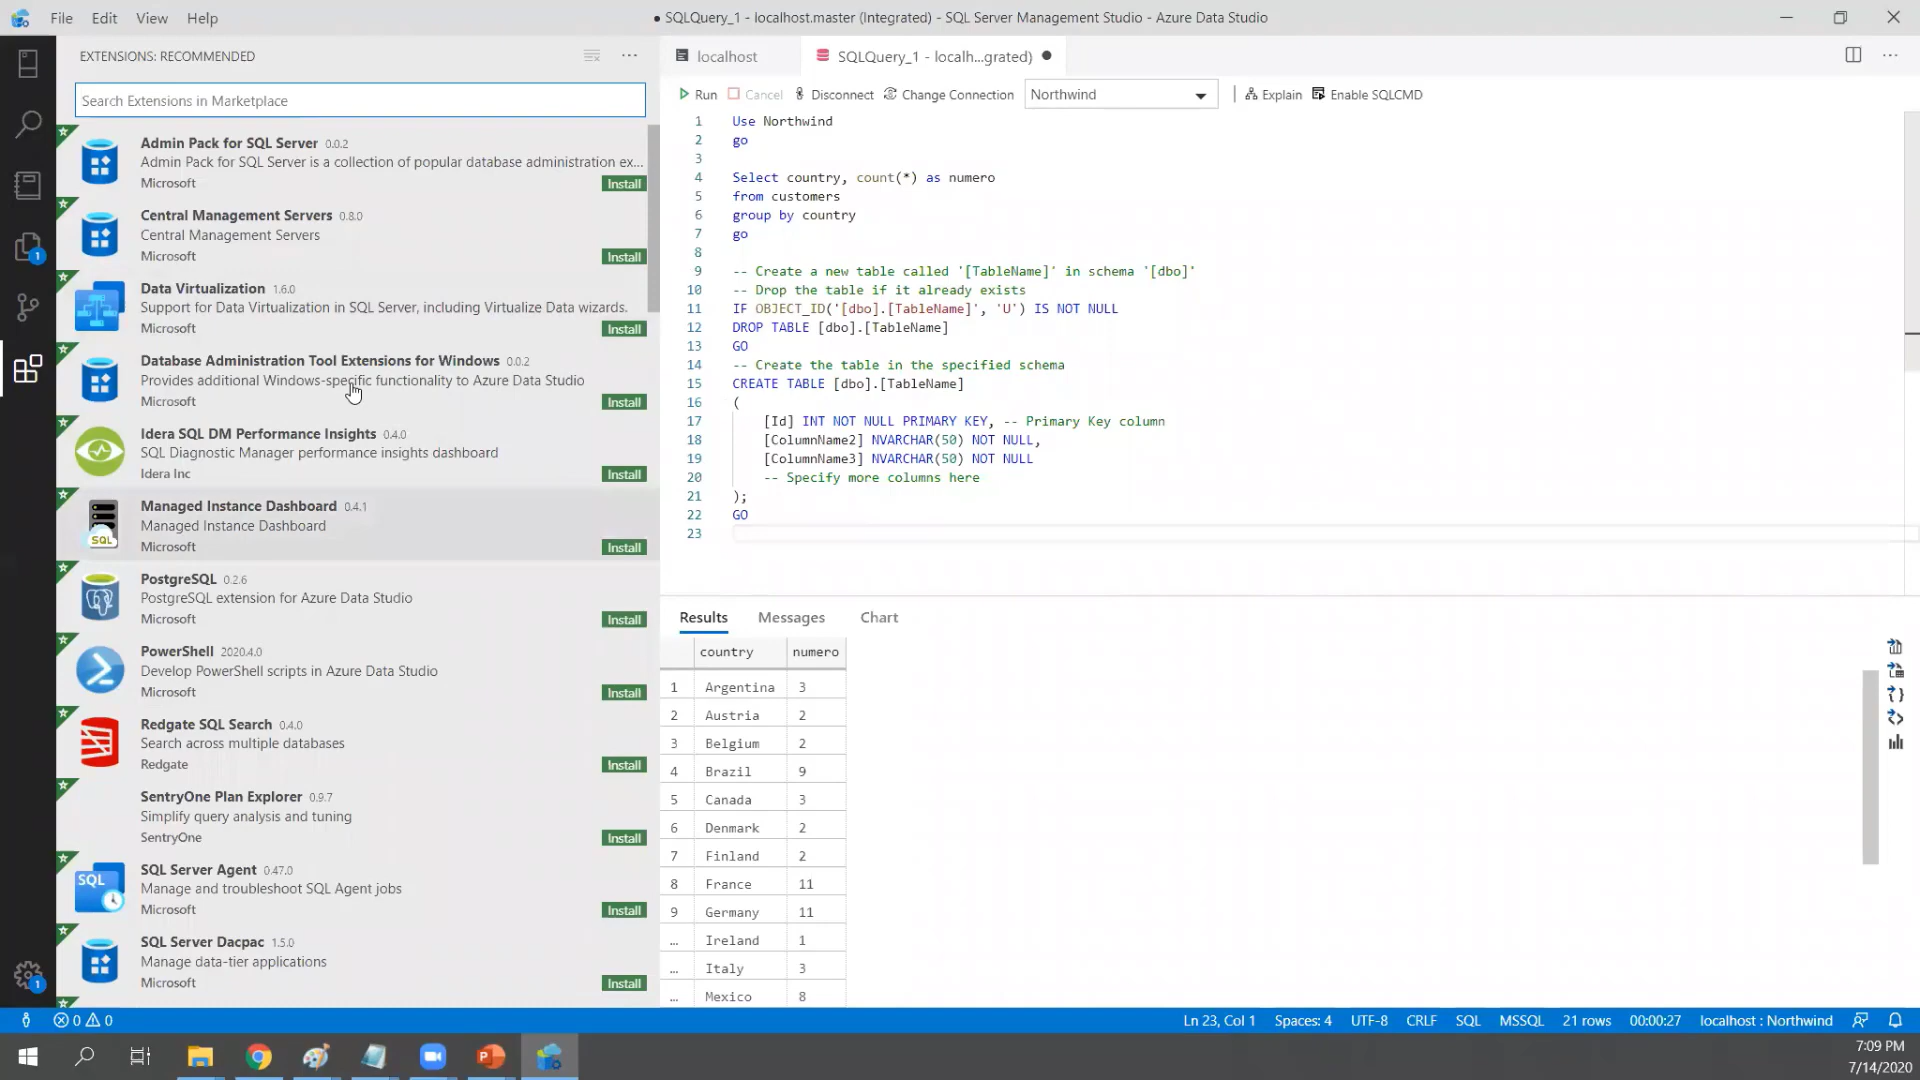 File Edit View Help
● SQLQuery_1 - localhost.master (Integrated) - SQL Server Management Studio - Azure Data Studio
EXTENSIONS: RECOMMENDED
Search Extensions in Marketplace
Admin Pack for SQL Server 0.0.2
Admin Pack for SQL Server is a collection of popular database administration ex...
Microsoft
Install
Central Management Servers 0.8.0
Central Management Servers
Microsoft
Install
Data Virtualization 1.6.0
Support for Data Virtualization in SQL Server, including Virtualize Data wizards.
Microsoft
Install
Database Administration Tool Extensions for Windows 0.0.2
Provides additional Windows-specific functionality to Azure Data Studio
Microsoft
Install
Idera SQL DM Performance Insights 0.4.0
SQL Diagnostic Manager performance insights dashboard
Idera Inc
Install
Managed Instance Dashboard 0.4.1
Managed Instance Dashboard
Microsoft
Install
SQL
PostgreSQL 0.2.6
PostgreSQL extension for Azure Data Studio
Microsoft
Install
PowerShell 2020.4.0
Develop PowerShell scripts in Azure Data Studio
Microsoft
Install
Redgate SQL Search 0.4.0
Search across multiple databases
Redgate
Install
SentryOne Plan Explorer 0.9.7
Simplify query analysis and tuning
SentryOne
Install
SQL
SQL Server Agent 0.47.0
Manage and troubleshoot SQL Agent jobs
Microsoft
Install
SQL Server Dacpac 1.5.0
Manage data-tier applications
Microsoft
Install
1
1
localhost
SQLQuery_1 - localh...grated) ●
Run Cancel Disconnect Change Connection Northwind Explain Enable SQLCMD
1 Use Northwind
2 go
3
4 Select country, count(*) as numero
5 from customers
6 group by country
7 go
8
9 -- Create a new table called '[TableName]' in schema '[dbo]'
10 -- Drop the table if it already exists
11 IF OBJECT_ID('[dbo].[TableName]', 'U') IS NOT NULL
12 DROP TABLE [dbo].[TableName]
13 GO
14 -- Create the table in the specified schema
15 CREATE TABLE [dbo].[TableName]
16 (
17 [Id] INT NOT NULL PRIMARY KEY, -- Primary Key column
18 [ColumnName2] NVARCHAR(50) NOT NULL,
19 [ColumnName3] NVARCHAR(50) NOT NULL
20 -- Specify more columns here
21 );
22 GO
23
Results Messages Chart
country numero
1 Argentina 3
2 Austria 2
3 Belgium 2
4 Brazil 9
5 Canada 3
6 Denmark 2
7 Finland 2
8 France 11
9 Germany 11
... Ireland 1
... Italy 3
... Mexico 8
0 0
Ln 23, Col 1 Spaces: 4 UTF-8 CRLF SQL MSSQL 21 rows 00:00:27 localhost : Northwind
7:09 PM
7/14/2020